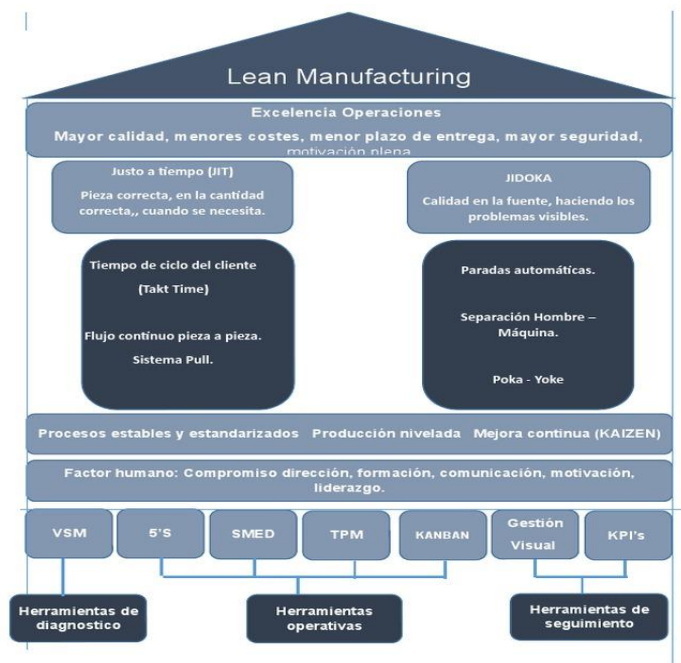 Lean Manufacturing
Excelencia Operaciones
Mayor calidad, menores costes, menor plazo de entrega, mayor seguridad,
motivación plena
Justo a tiempo (JIT)
Pieza correcta, en la cantidad
correcta,, cuando se necesita.
JIDOKA
Calidad en la fuente, haciendo los
problemas visibles.
Tiempo de ciclo del cliente
(Takt Time)
Flujo contínuo pieza a pieza.
Sistema Pull.
Paradas automáticas.
Separación Hombre –
Máquina.
Poka - Yoke
Procesos estables y estandarizados Producción nivelada Mejora continua (KAIZEN)
Factor humano: Compromiso dirección, formación, comunicación, motivación,
liderazgo.
VSM
5'S
SMED
TPM
KANBAN
Gestión
Visual
KPI's
Herramientas de
diagnostico
Herramientas
operativas
Herramientas de
seguimiento